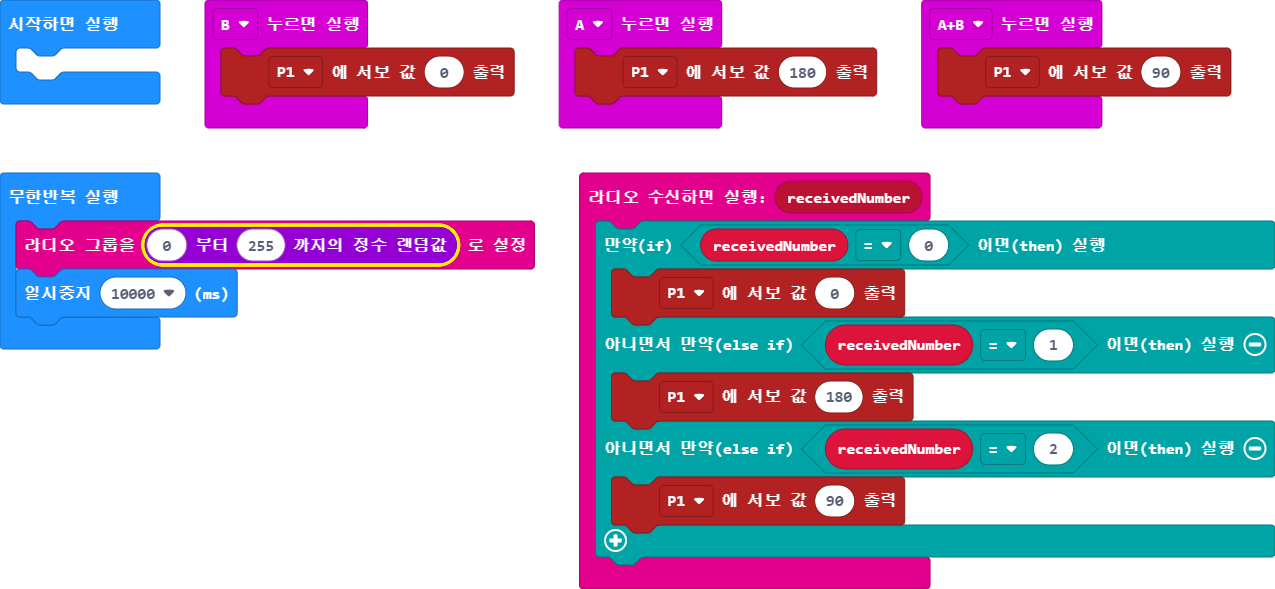 시작하면 실행
B 누르면 실행
P1 에 서보 값 0 출력
A 누르면 실행
P1 에 서보 값 180 출력
A+B 누르면 실행
P1 에 서보 값 90 출력
무한반복 실행
라디오 그룹을 0 부터 255 까지의 정수 랜덤값 로 설정
일시중지 10000 (ms)
라디오 수신하면 실행: receivedNumber
만약(if) receivedNumber = 0 이면(then) 실행
P1 에 서보 값 0 출력
아니면서 만약(else if) receivedNumber = 1 이면(then) 실행
P1 에 서보 값 180 출력
아니면서 만약(else if) receivedNumber = 2 이면(then) 실행
P1 에 서보 값 90 출력